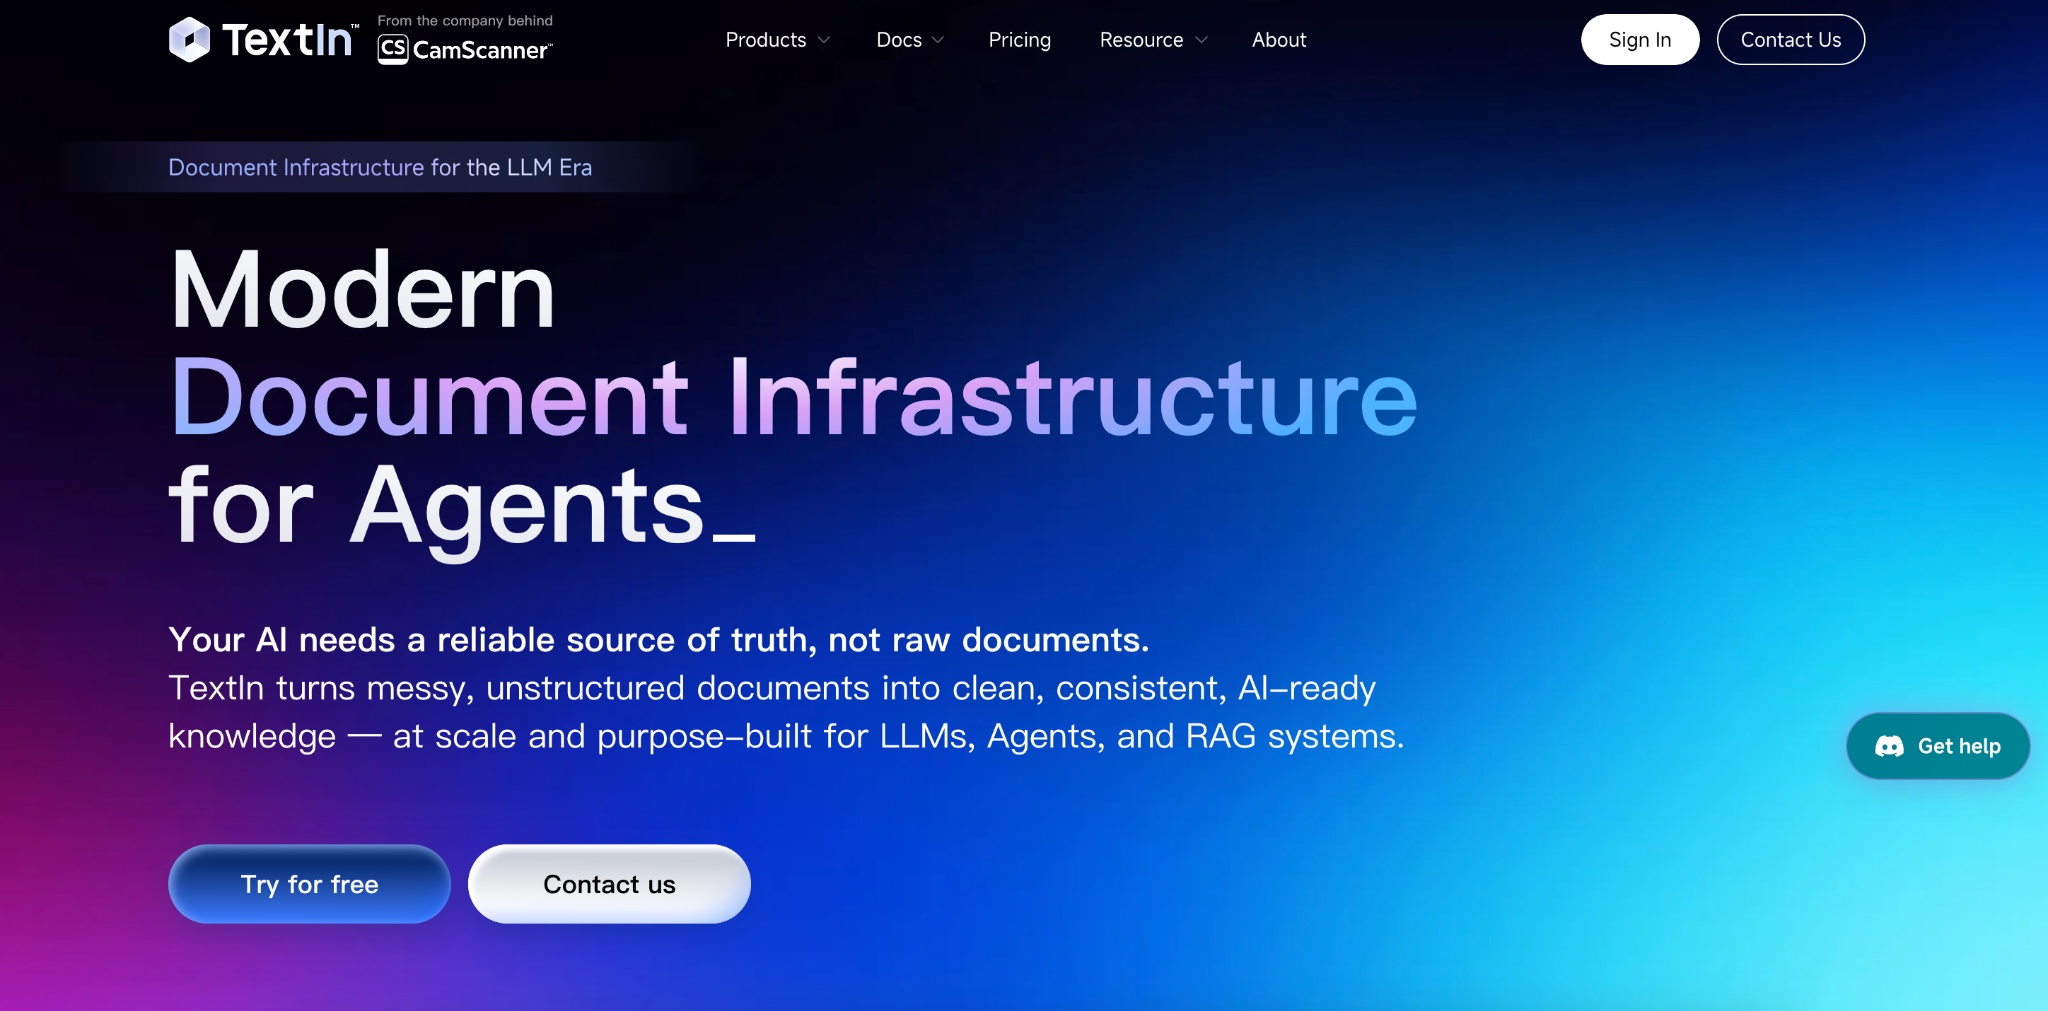 TextIn™
From the company behind
CS CamScanner™
Products
Docs
Pricing
Resource
About
Sign In
Contact Us
Document Infrastructure for the LLM Era
Modern
Document Infrastructure
for Agents_
Your AI needs a reliable source of truth, not raw documents.
TextIn turns messy, unstructured documents into clean, consistent, AI-ready
knowledge — at scale and purpose-built for LLMs, Agents, and RAG systems.
Get help
Try for free
Contact us